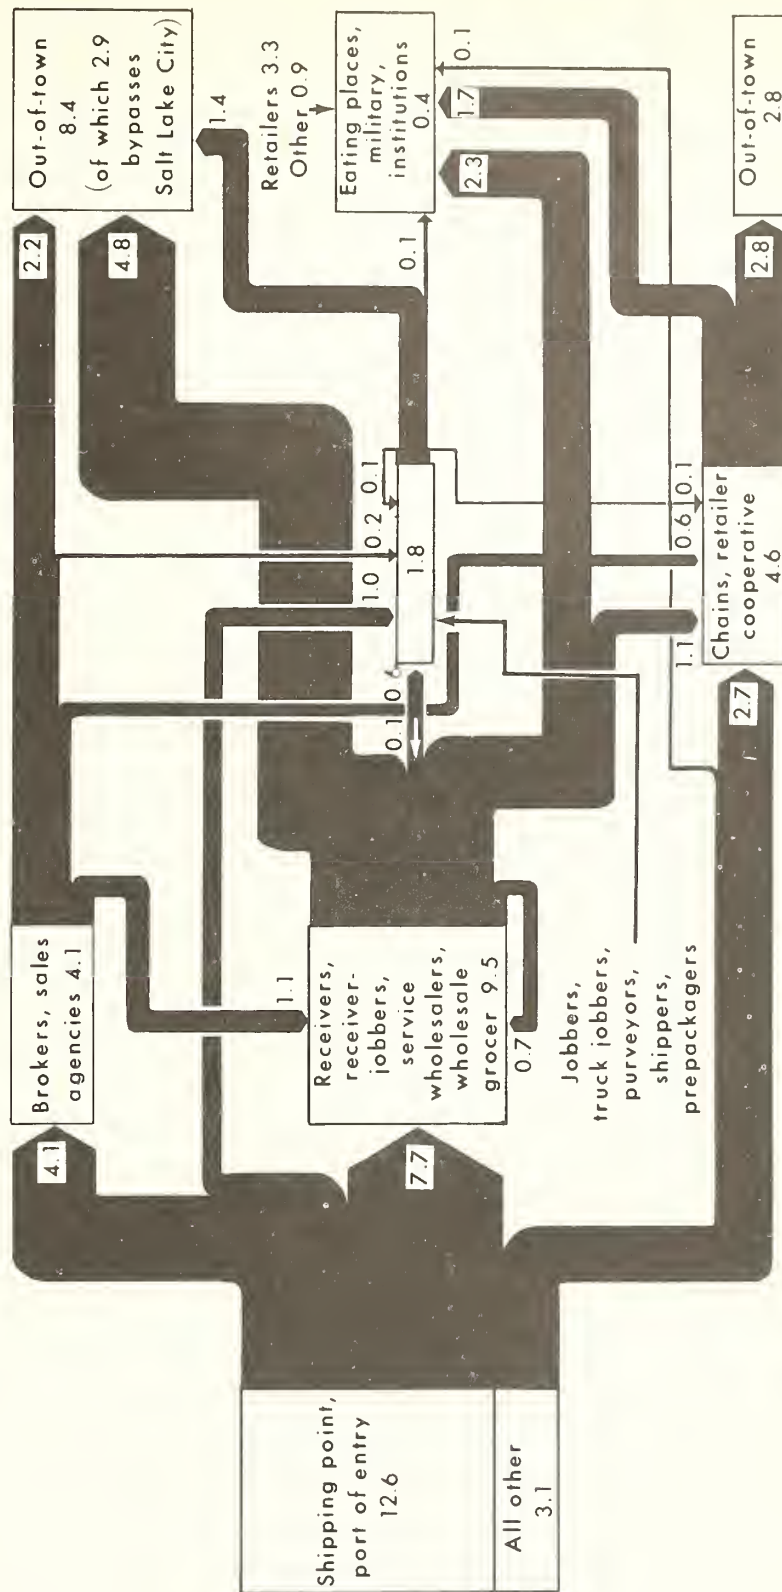 Shipping point,
port of entry
12.6
All other
3.1
4.1
7.7
2.7
Brokers, sales
agencies 4.1
1.1
Receivers,
receiver-
jobbers,
service
wholesalers,
wholesale
grocer 9.5
0.7
Jobbers,
truck jobbers,
purveyors,
shippers,
prepackagers
0.1
0.6
1.0
0.2
0.1
1.8
1.1
0.6
0.1
Chains, retailer
cooperative
4.6
2.2
4.8
1.4
0.1
2.3
1.7
0.1
2.8
Out-of-town
8.4
(of which 2.9
bypasses
Salt Lake City)
Retailers 3.3
Other 0.9
Eating places,
military,
institutions
0.4
Out-of-town
2.8